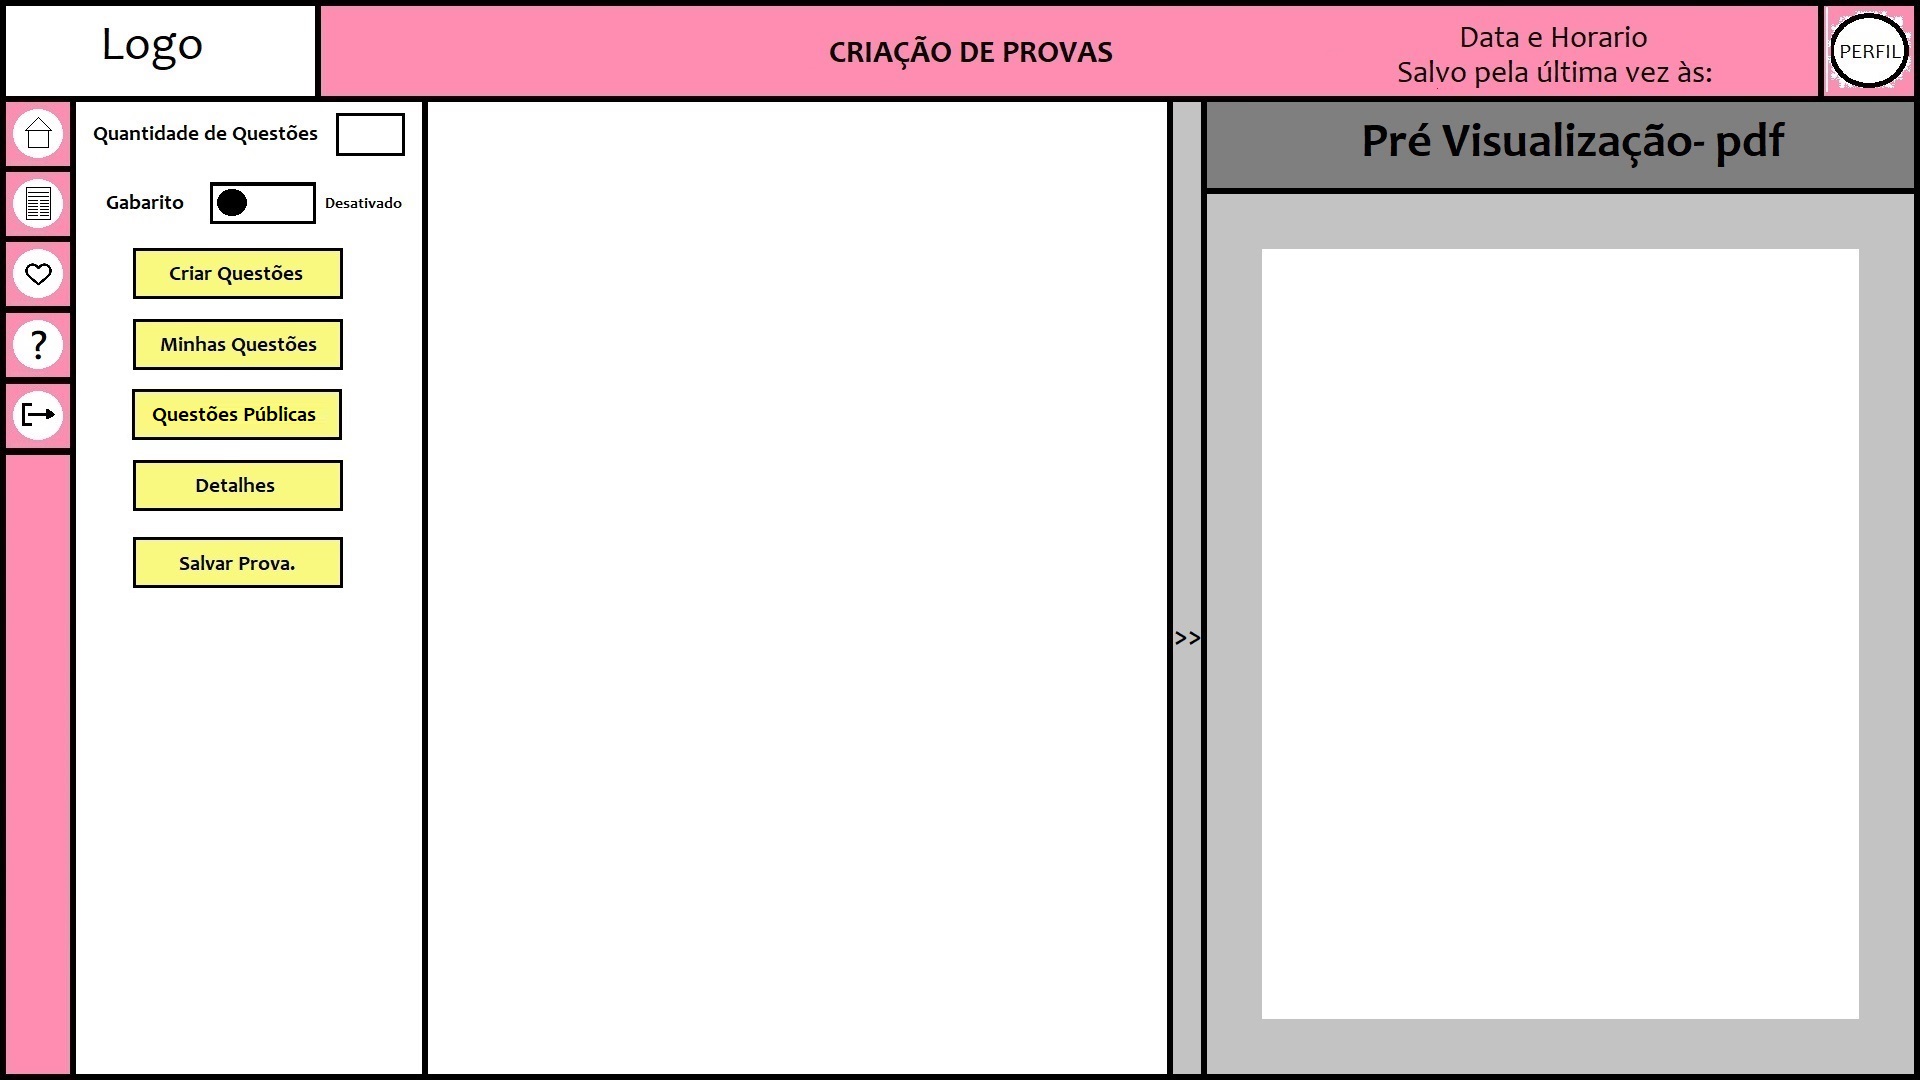 Logo
CRIAÇÃO DE PROVAS
Data e Horario
Salvo pela última vez às:
PERFIL
Quantidade de Questões
Gabarito
Desativado
Criar Questões
Minhas Questões
Questões Públicas
Detalhes
Salvar Prova.
?
>>
Pré Visualização- pdf